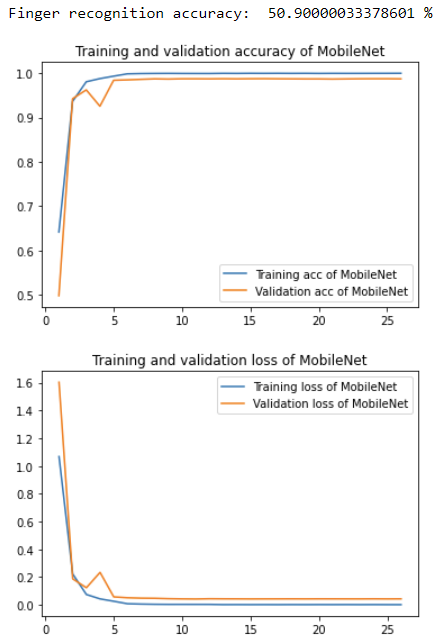 Finger recognition accuracy:  50.90000033378601 %
Training and validation accuracy of MobileNet
1.0
0.9
0.8
0.7
0.6
0.5
Training acc of MobileNet
Validation acc of MobileNet
0 5 10 15 20 25
Training and validation loss of MobileNet
1.6
1.4
1.2
1.0
0.8
0.6
0.4
0.2
0.0
Training loss of MobileNet
Validation loss of MobileNet
0 5 10 15 20 25